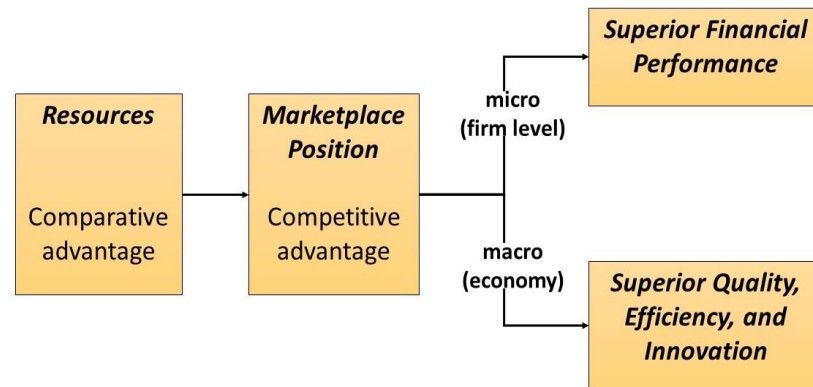 Resources
Comparative
advantage
Marketplace
Position
Competitive
advantage
micro
(firm level)
macro
(economy)
Superior Financial
Performance
Superior Quality,
Efficiency, and
Innovation